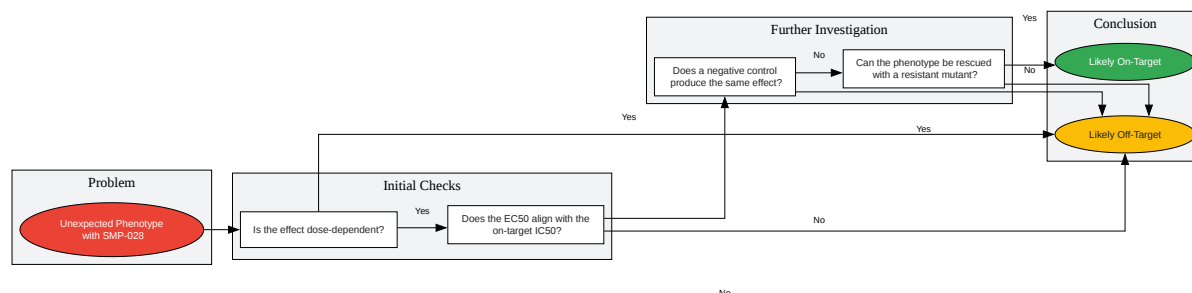 Problem
Unexpected Phenotype
with SMP-028
Initial Checks
Is the effect dose-dependent?
Yes
Does the EC50 align with the
on-target IC50?
Further Investigation
Does a negative control
produce the same effect?
No
Can the phenotype be rescued
with a resistant mutant?
Yes
No
Yes
Yes
No
No
Conclusion
Likely On-Target
Likely Off-Target